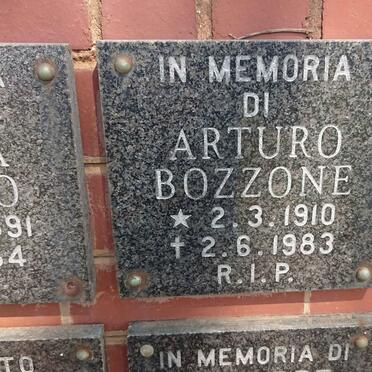 IN MEMORIA
DI
ARTURO
BOZZONE
★ 2.3.1910
✝ 2.6.1983
R.I.P.
IN MEMORIA DI